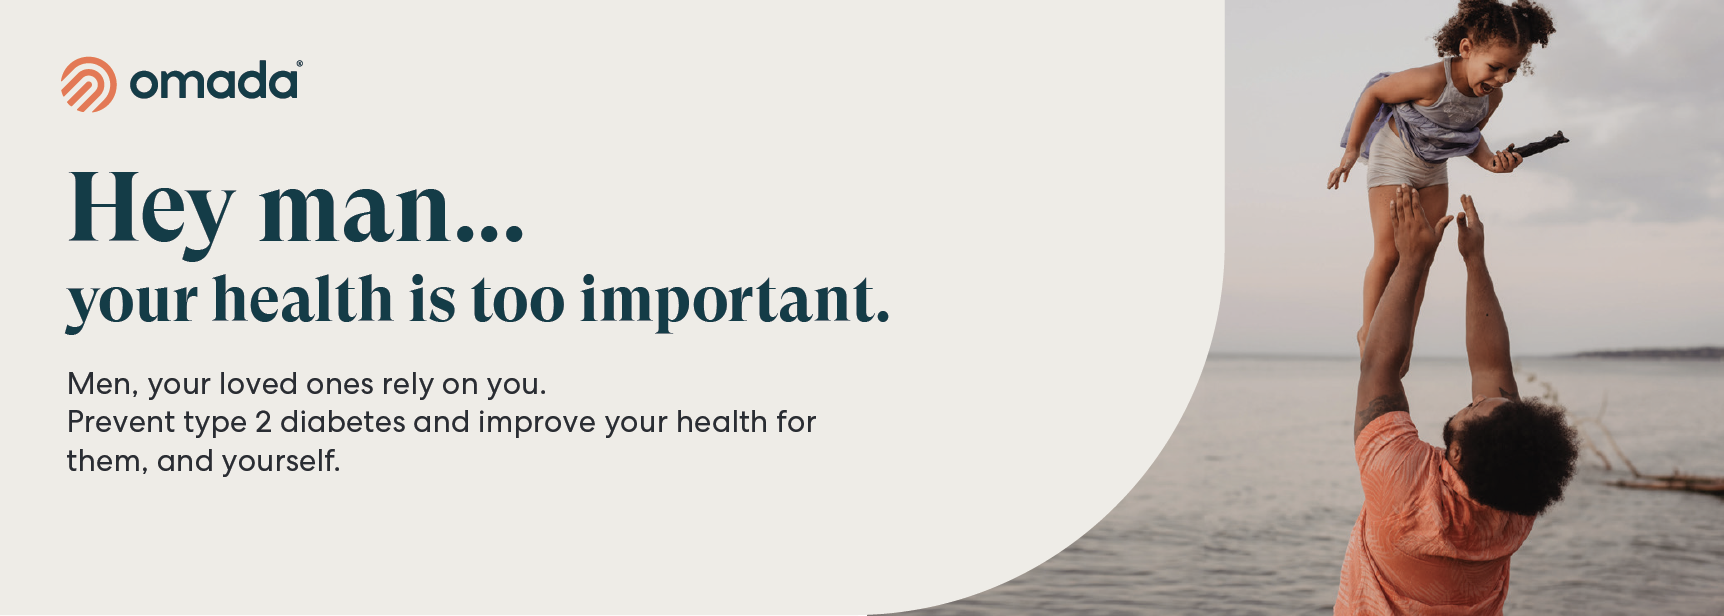 omada®
Hey man...
your health is too important.
Men, your loved ones rely on you.
Prevent type 2 diabetes and improve your health for
them, and yourself.